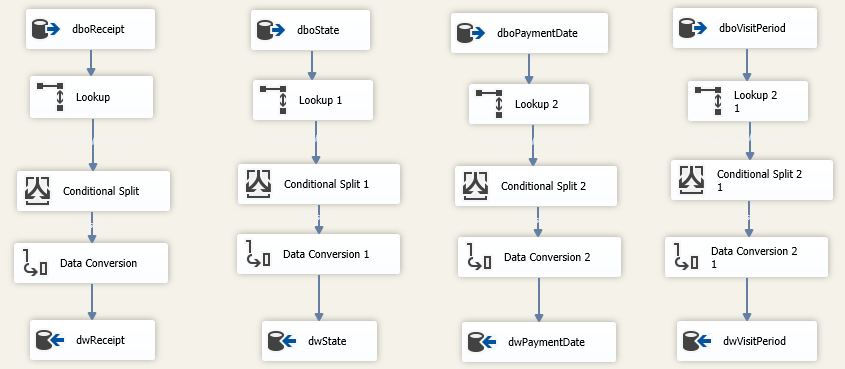 dboReceipt
dboState
dboPaymentDate
dboVisitPeriod
Lookup
Lookup 1
Lookup 2
Lookup 2
1
Conditional Split
Conditional Split 1
Conditional Split 2
Conditional Split 2
1
Data Conversion
Data Conversion 1
Data Conversion 2
Data Conversion 2
1
dwReceipt
dwState
dwPaymentDate
dwVisitPeriod